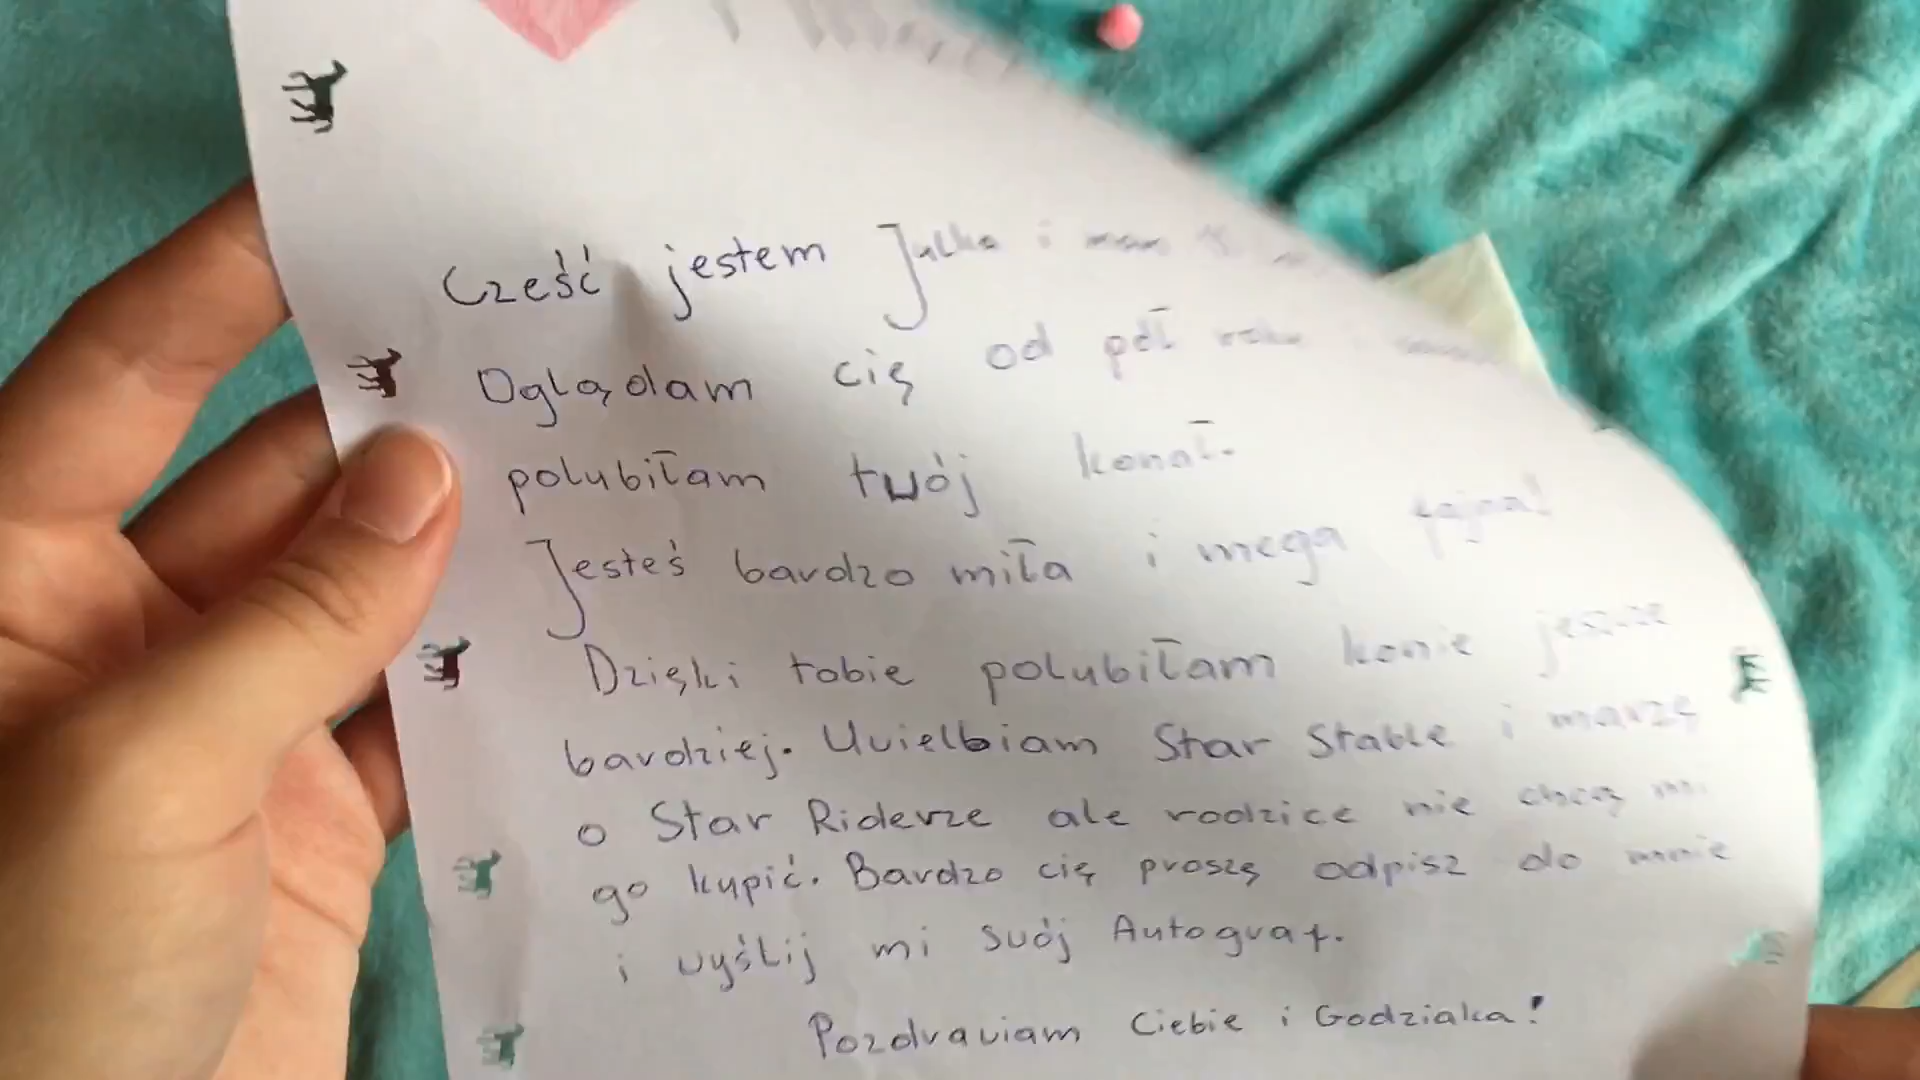 Cześć jestem Julka i mam
Oglądam cię od pół roku i
polubiłam twój kanał.
Jesteś bardzo miła i mega fajna!
Dzięki tobie polubiłam konie jeszcze
bardziej. Uwielbiam Star Stable i marzę
o Star Riderze ale rodzice nie chcą mi
go kupić. Bardzo cię proszę odpisz do mnie
i wyślij mi swój Autograf.
Pozdrawiam Ciebie i Godziaka!